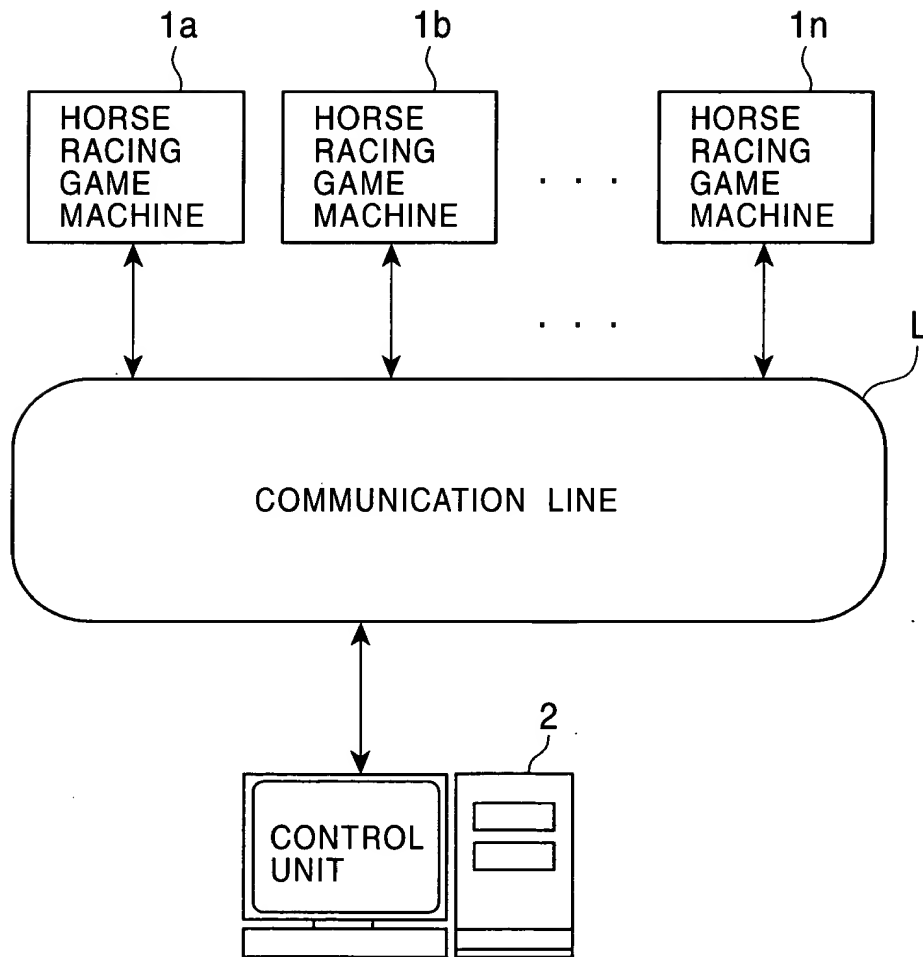 1a
1b
1n
HORSE
RACING
GAME
MACHINE
HORSE
RACING
GAME
MACHINE
. . .
HORSE
RACING
GAME
MACHINE
. . .
L
COMMUNICATION LINE
2
CONTROL
UNIT